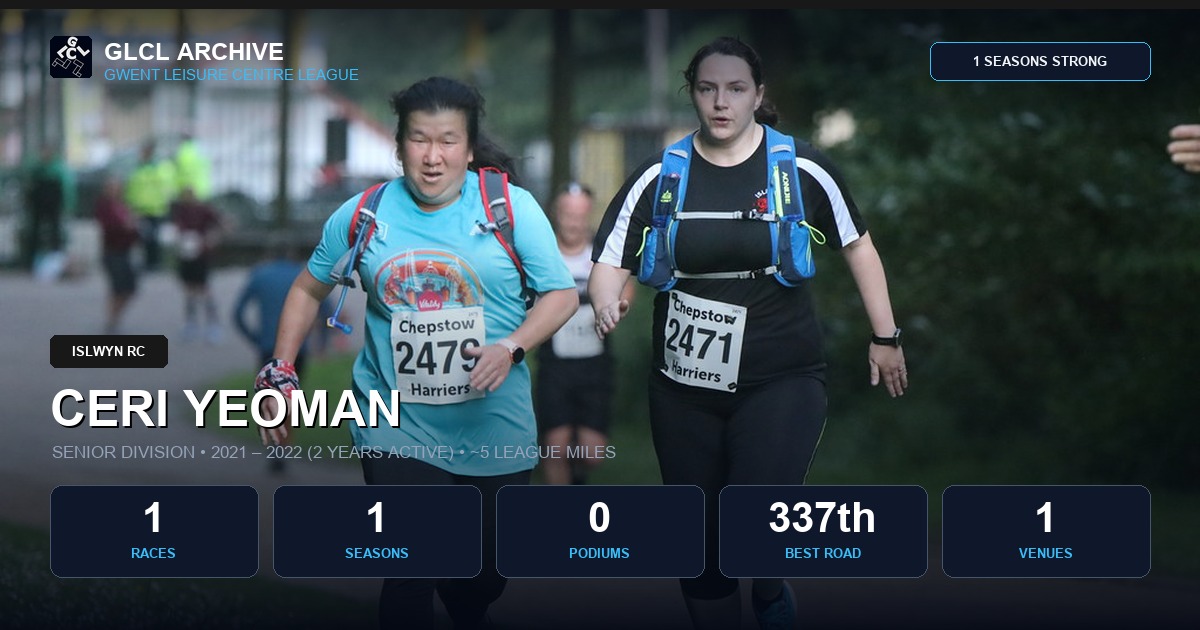 GLCL ARCHIVE
GWENT LEISURE CENTRE LEAGUE
1 SEASONS STRONG
AONIJIE
Vitality
Chepstow
2479
Harriers
Chepstow
2471
Harriers
ISLWYN RC
CERI YEOMAN
SENIOR DIVISION • 2021 – 2022 (2 YEARS ACTIVE) • ~5 LEAGUE MILES
1
RACES
1
SEASONS
0
PODIUMS
337th
BEST ROAD
1
VENUES